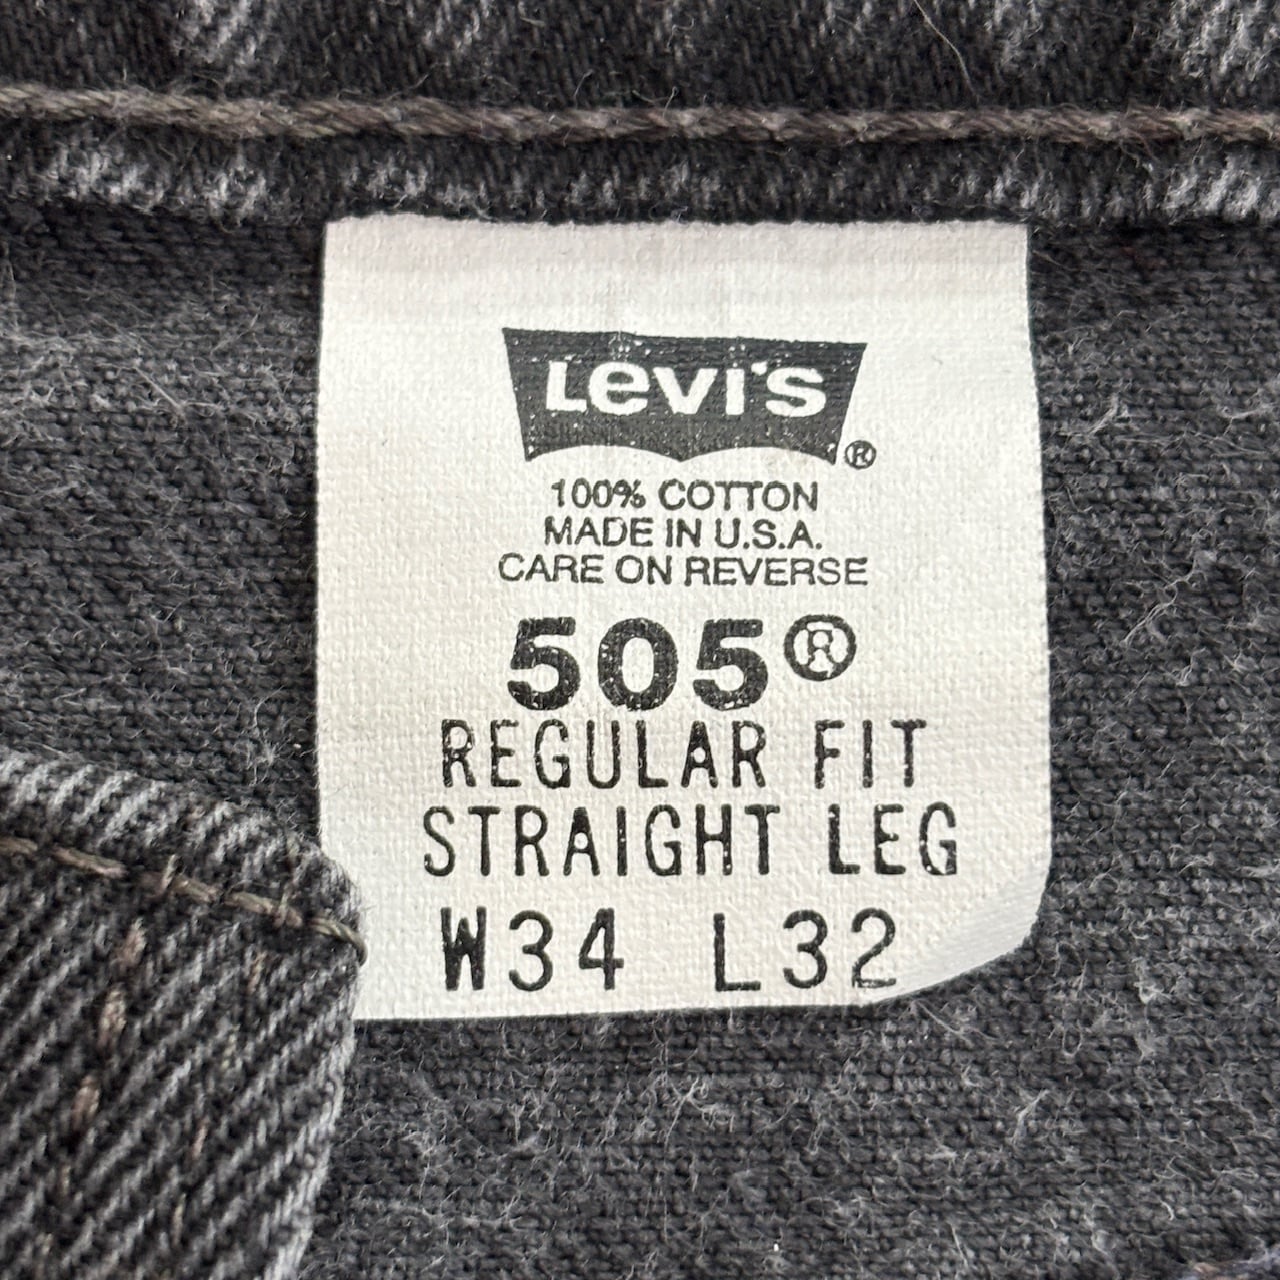 Levi's®
100% COTTON
MADE IN U.S.A.
CARE ON REVERSE
505®
REGULAR FIT
STRAIGHT LEG
W34 L32